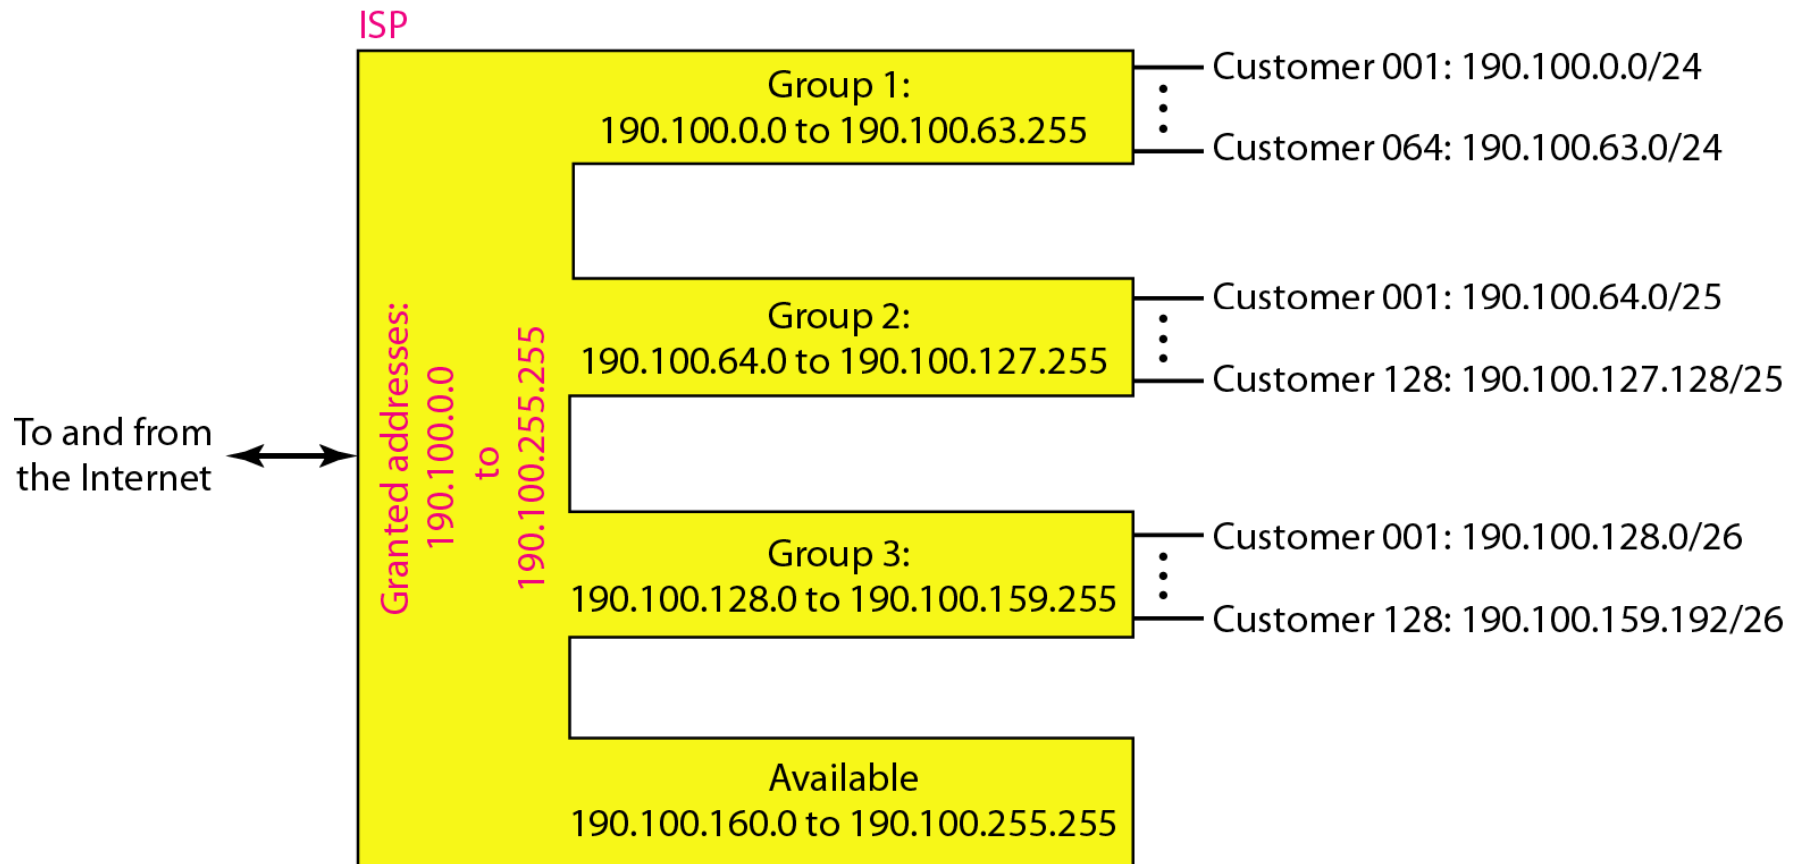 ISP
Group 1:
190.100.0.0 to 190.100.63.255
Customer 001: 190.100.0.0/24
Customer 064: 190.100.63.0/24
Group 2:
190.100.64.0 to 190.100.127.255
Customer 001: 190.100.64.0/25
Customer 128: 190.100.127.128/25
To and from
the Internet
Granted addresses:
190.100.0.0
to
190.100.255.255
Group 3:
190.100.128.0 to 190.100.159.255
Customer 001: 190.100.128.0/26
Customer 128: 190.100.159.192/26
Available
190.100.160.0 to 190.100.255.255